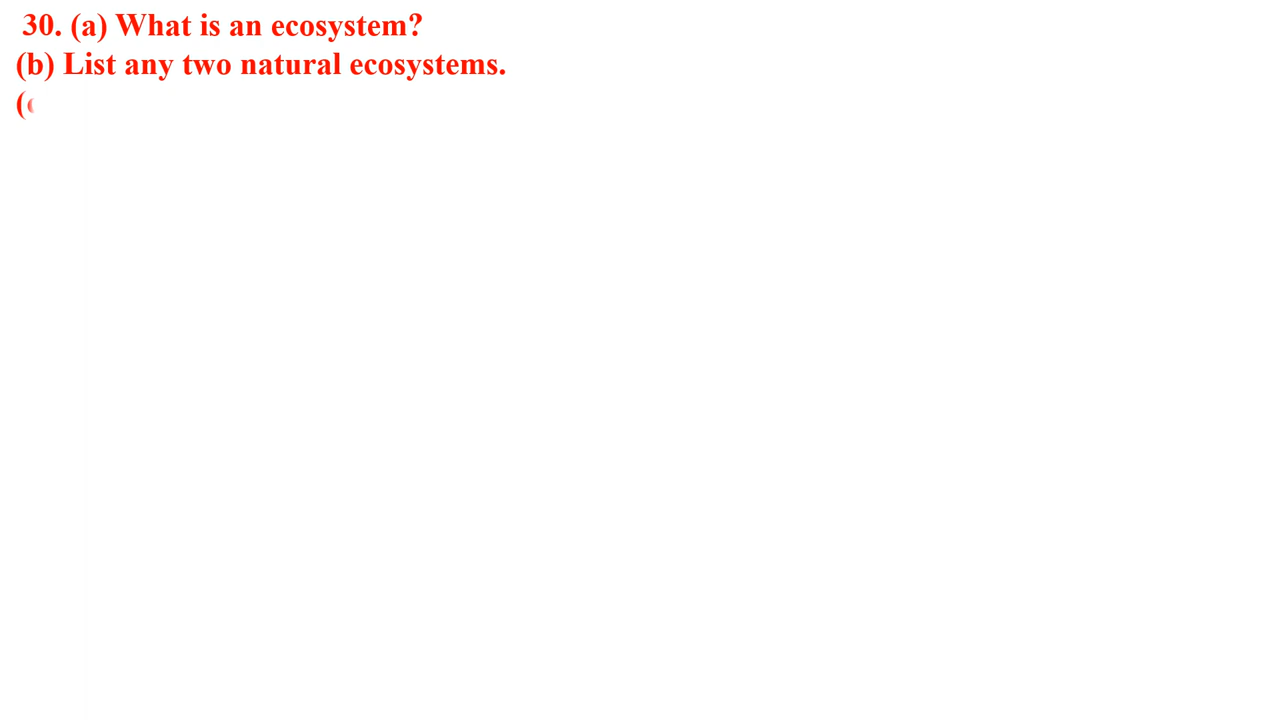 30. (a) What is an ecosystem?
(b) List any two natural ecosystems.
(